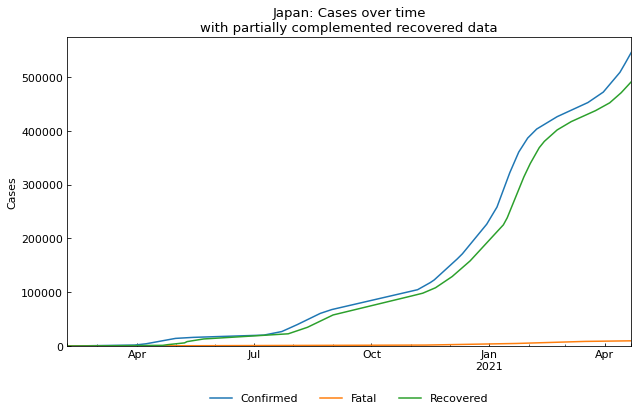 Japan: Cases over time
with partially complemented recovered data
Cases
500000
400000
300000
200000
100000
0
Apr Jul Oct Jan Apr
2021
Confirmed Fatal Recovered